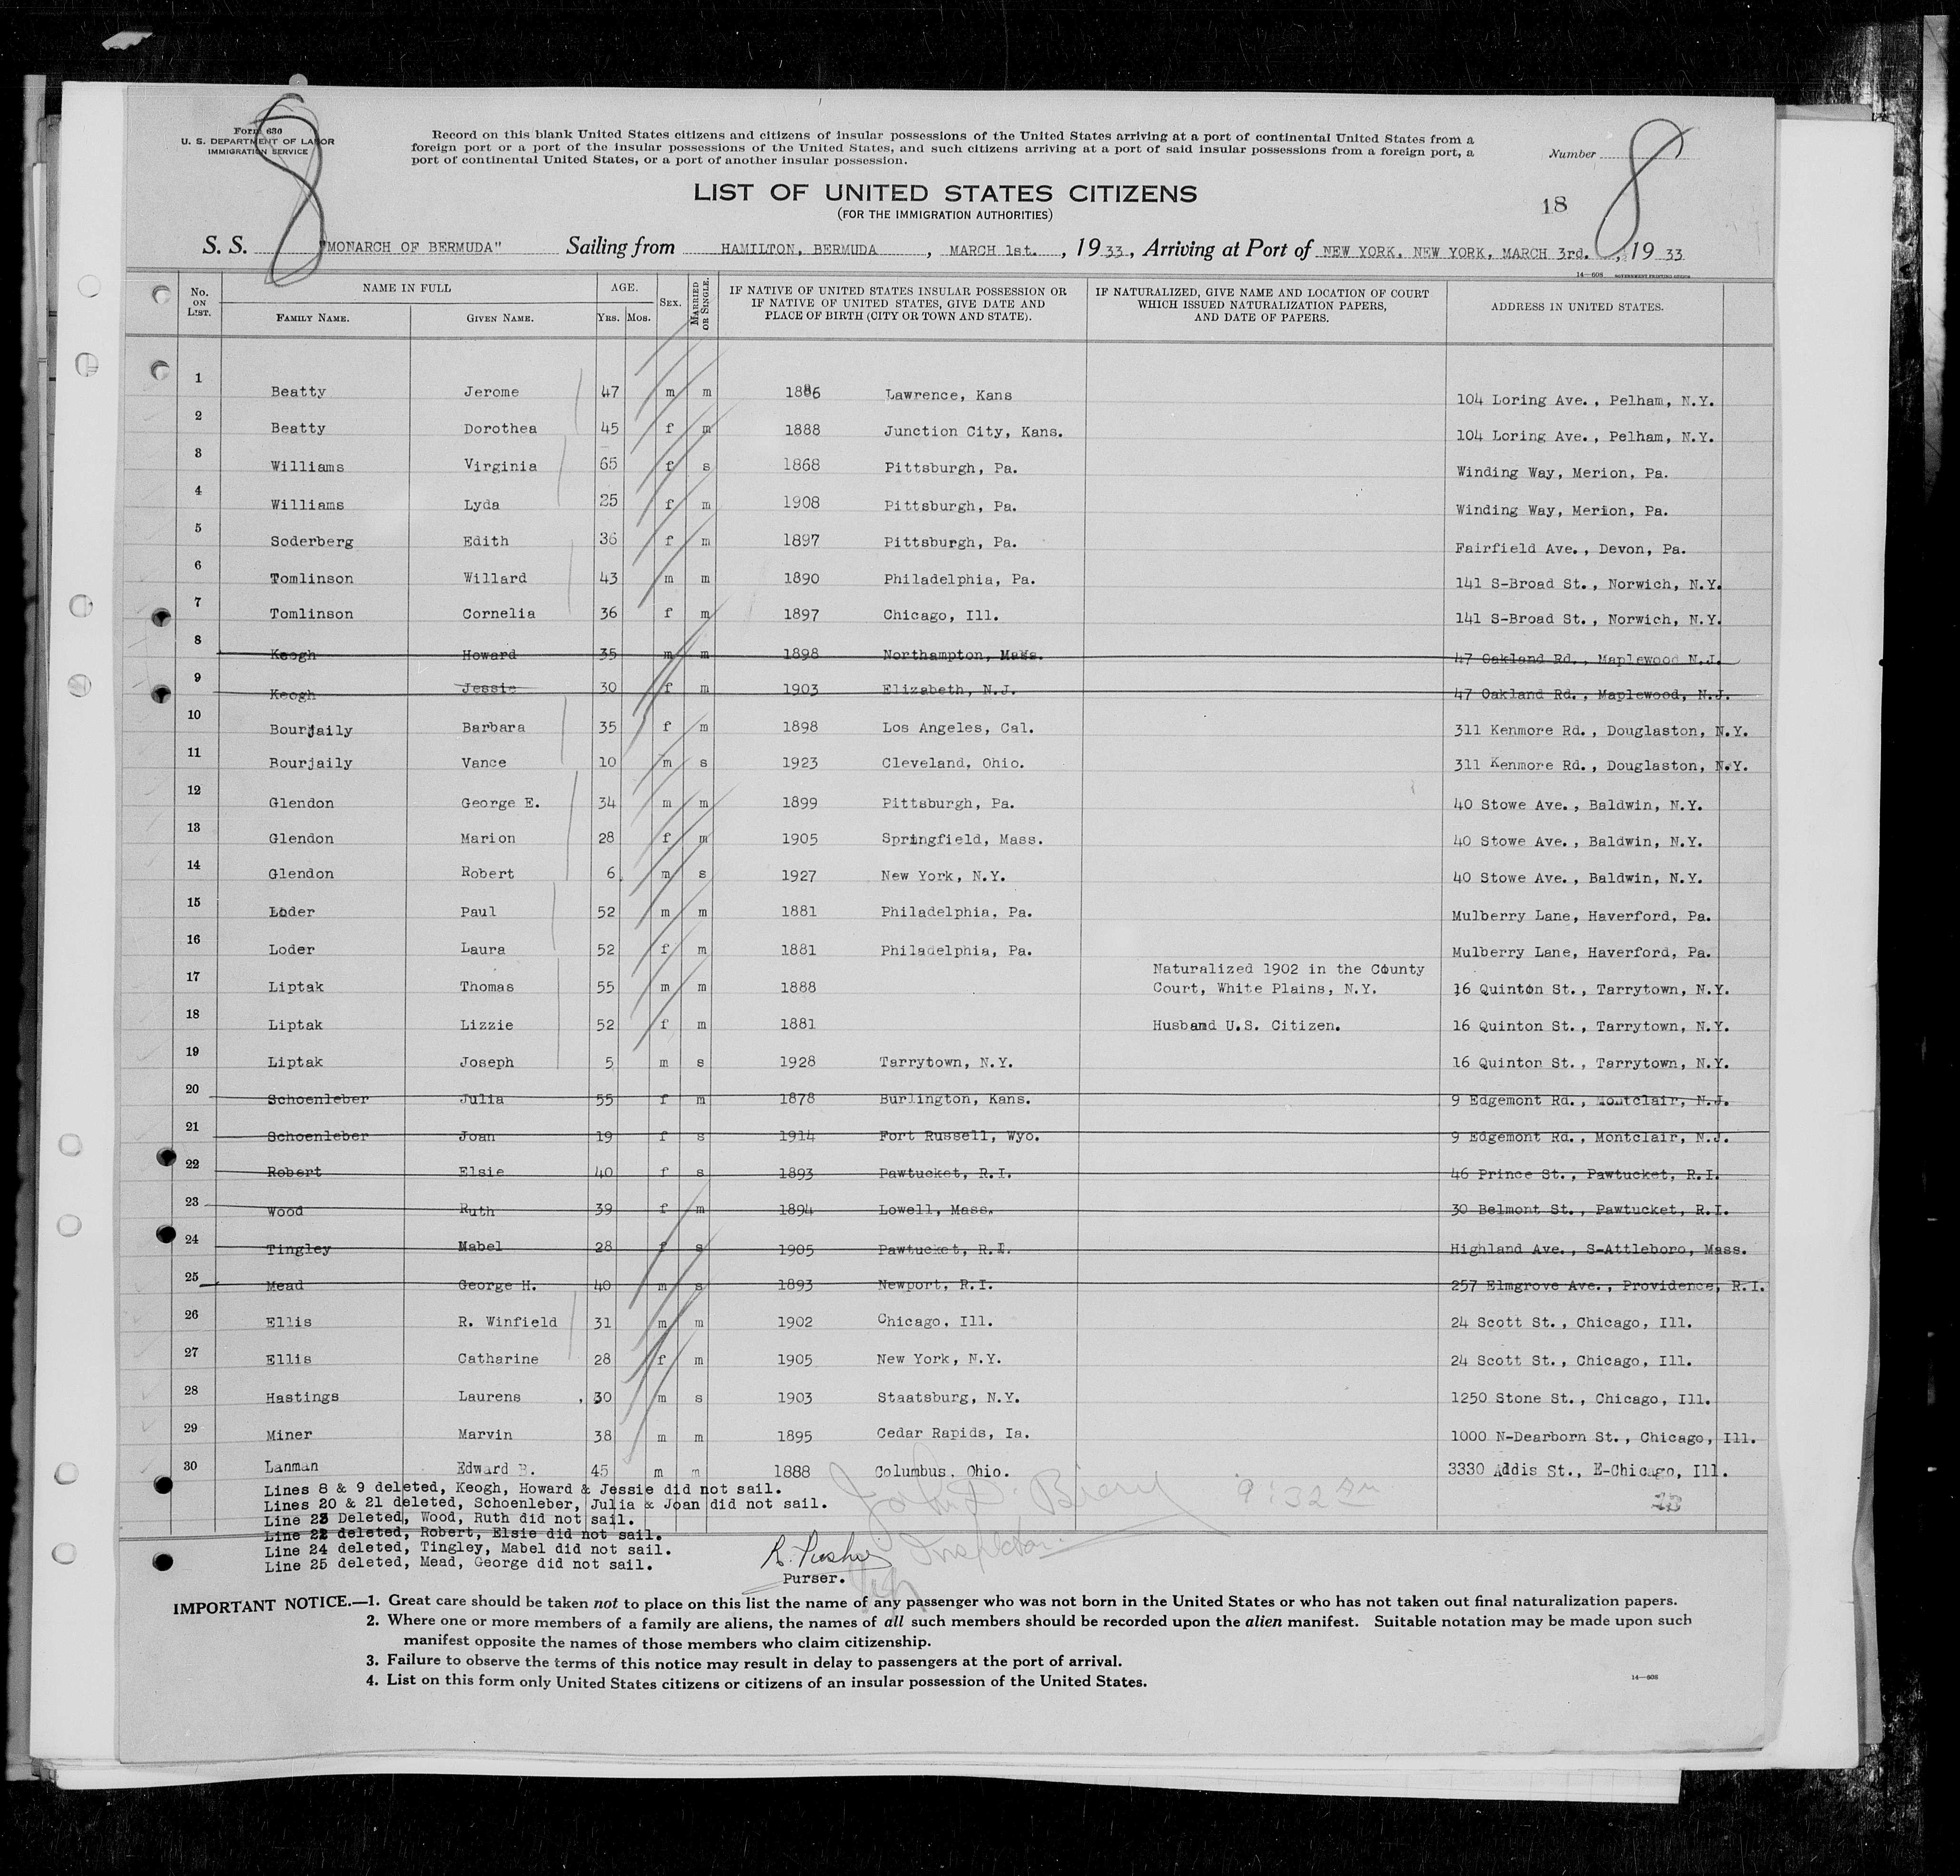 Form 630
U. S. DEPARTMENT OF LABOR
IMMIGRATION SERVICE
8
Record on this blank United States citizens and citizens of insular possessions of the United States arriving at a port of continental United States from a
foreign port or a port of the insular possessions of the United States, and such citizens arriving at a port of said insular possessions from a foreign port, a
port of continental United States, or a port of another insular possession.
Number
8
LIST OF UNITED STATES CITIZENS
(FOR THE IMMIGRATION AUTHORITIES)
18
S. S. "MONARCH OF BERMUDA" Sailing from HAMILTON, BERMUDA, MARCH 1st., 1933, Arriving at Port of NEW YORK, NEW YORK, MARCH 3rd., 1933
14—608 GOVERNMENT PRINTING OFFICE
No. ON LIST. NAME IN FULL FAMILY NAME. GIVEN NAME. AGE. YRS. MOS. SEX. MARRIED OR SINGLE. IF NATIVE OF UNITED STATES INSULAR POSSESSION OR IF NATIVE OF UNITED STATES, GIVE DATE AND PLACE OF BIRTH (CITY OR TOWN AND STATE). IF NATURALIZED, GIVE NAME AND LOCATION OF COURT WHICH ISSUED NATURALIZATION PAPERS, AND DATE OF PAPERS. ADDRESS IN UNITED STATES.
1 Beatty Jerome 47 m m 1886 Lawrence, Kans 104 Loring Ave., Pelham, N.Y.
2 Beatty Dorothea 45 f m 1888 Junction City, Kans. 104 Loring Ave., Pelham, N.Y.
3 Williams Virginia 65 f s 1868 Pittsburgh, Pa. Winding Way, Merion, Pa.
4 Williams Lyda 25 f m 1908 Pittsburgh, Pa. Winding Way, Merion, Pa.
5 Soderberg Edith 36 f m 1897 Pittsburgh, Pa. Fairfield Ave., Devon, Pa.
6 Tomlinson Willard 43 m m 1890 Philadelphia, Pa. 141 S-Broad St., Norwich, N.Y.
7 Tomlinson Cornelia 36 f m 1897 Chicago, Ill. 141 S-Broad St., Norwich, N.Y.
8 Keogh Howard 35 m m 1898 Northampton, Mass. 47 Oakland Rd., Maplewood N.J.
9 Keogh Jessie 30 f m 1903 Elizabeth, N.J. 47 Oakland Rd., Maplewood, N.J.
10 Bourjaily Barbara 35 f m 1898 Los Angeles, Cal. 311 Kenmore Rd., Douglaston, N.Y.
11 Bourjaily Vance 10 m s 1923 Cleveland, Ohio. 311 Kenmore Rd., Douglaston, N.Y.
12 Glendon George E. 34 m m 1899 Pittsburgh, Pa. 40 Stowe Ave., Baldwin, N.Y.
13 Glendon Marion 28 f m 1905 Springfield, Mass. 40 Stowe Ave., Baldwin, N.Y.
14 Glendon Robert 6 m s 1927 New York, N.Y. 40 Stowe Ave., Baldwin, N.Y.
15 Loder Paul 52 m m 1881 Philadelphia, Pa. Mulberry Lane, Haverford, Pa.
16 Loder Laura 52 f m 1881 Philadelphia, Pa. Mulberry Lane, Haverford, Pa.
17 Liptak Thomas 55 m m 1888 Naturalized 1902 in the County Court, White Plains, N.Y. 16 Quinton St., Tarrytown, N.Y.
18 Liptak Lizzie 52 f m 1881 Husband U.S. Citizen. 16 Quinton St., Tarrytown, N.Y.
19 Liptak Joseph 5 m s 1928 Tarrytown, N.Y. 16 Quinton St., Tarrytown, N.Y.
20 Schoenleber Julia 55 f m 1878 Burlington, Kans. 9 Edgemont Rd., Montclair, N.J.
21 Schoenleber Joan 19 f s 1914 Fort Russell, Wyo. 9 Edgemont Rd., Montclair, N.J.
22 Robert Elsie 40 f s 1893 Pawtucket, R.I. 46 Prince St., Pawtucket, R.I.
23 Wood Ruth 39 f m 1894 Lowell, Mass. 30 Belmont St., Pawtucket, R.I.
24 Tingley Mabel 28 f s 1905 Pawtucket, R.I. Highland Ave., S-Attleboro, Mass.
25 Mead George H. 40 m s 1893 Newport, R.I. 257 Elmgrove Ave., Providence, R.I.
26 Ellis R. Winfield 31 m m 1902 Chicago, Ill. 24 Scott St., Chicago, Ill.
27 Ellis Catharine 28 f m 1905 New York, N.Y. 24 Scott St., Chicago, Ill.
28 Hastings Laurens 30 m s 1903 Staatsburg, N.Y. 1250 Stone St., Chicago, Ill.
29 Miner Marvin 38 m m 1895 Cedar Rapids, Ia. 1000 N-Dearborn St., Chicago, Ill.
30 Lanman Edward B. 45 m m 1888 Columbus, Ohio. 3330 Addis St., E-Chicago, Ill.
Lines 8 & 9 deleted, Keogh, Howard & Jessie did not sail.
Lines 20 & 21 deleted, Schoenleber, Julia & Joan did not sail.
Line 23 Deleted, Wood, Ruth did not sail.
Line 22 deleted, Robert, Elsie did not sail.
Line 24 deleted, Tingley, Mabel did not sail.
Line 25 deleted, Mead, George did not sail.
Inspector
9:32
Purser.
IMPORTANT NOTICE.—1. Great care should be taken not to place on this list the name of any passenger who was not born in the United States or who has not taken out final naturalization papers.
2. Where one or more members of a family are aliens, the names of all such members should be recorded upon the alien manifest. Suitable notation may be made upon such
manifest opposite the names of those members who claim citizenship.
3. Failure to observe the terms of this notice may result in delay to passengers at the port of arrival.
4. List on this form only United States citizens or citizens of an insular possession of the United States.
14—608